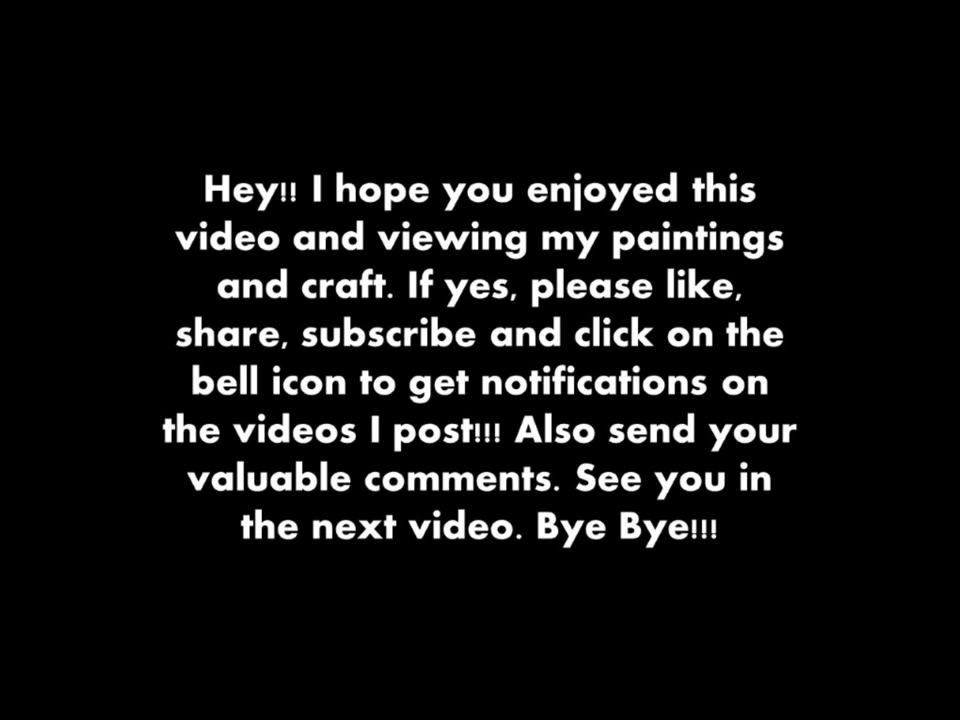 Hey!! I hope you enjoyed this
video and viewing my paintings
and craft. If yes, please like,
share, subscribe and click on the
bell icon to get notifications on
the videos I post!!! Also send your
valuable comments. See you in
the next video. Bye Bye!!!